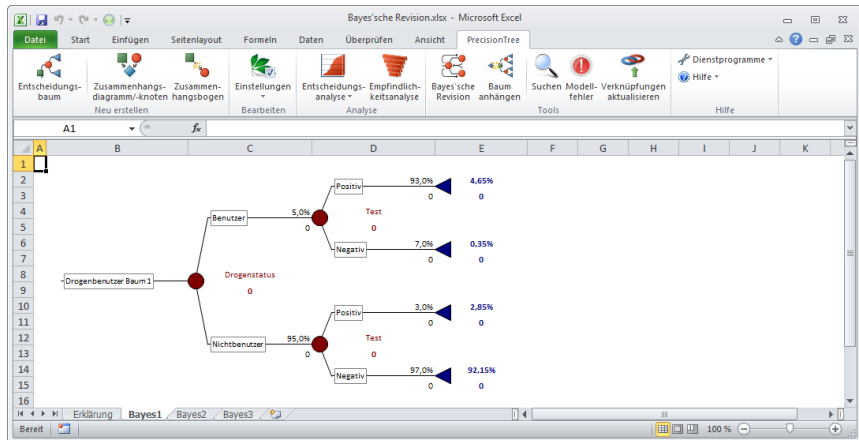 Bayes'sche Revision.xlsx - Microsoft Excel
Datei Start Einfügen Seitenlayout Formeln Daten Überprüfen Ansicht PrecisionTree
Entscheidungs-baum
Zusammenhangs-diagramm/-knoten
Zusammen-hangsbogen
Neu erstellen
Einstellungen
Bearbeiten
Entscheidungs-analyse
Empfindlich-keitsanalyse
Analyse
Bayes'sche Revision
Baum anhängen
Suchen
Modell-fehler
Verknüpfungen aktualisieren
Tools
Dienstprogramme
Hilfe
Hilfe
A1 fx
A B C D E F G H I J K
1
2 Positiv 93,0% 4,65%
3 0 0
4 Benutzer 5,0% Test
5 0 0
6 Negativ 7,0% 0,35%
7 0 0
8 Drogenbenutzer Baum 1 Drogenstatus
9 0
10 Positiv 3,0% 2,85%
11 0 0
12 Nichtbenutzer 95,0% Test
13 0 0
14 Negativ 97,0% 92,15%
15 0 0
16
Erklärung Bayes1 Bayes2 Bayes3
Bereit 100 %